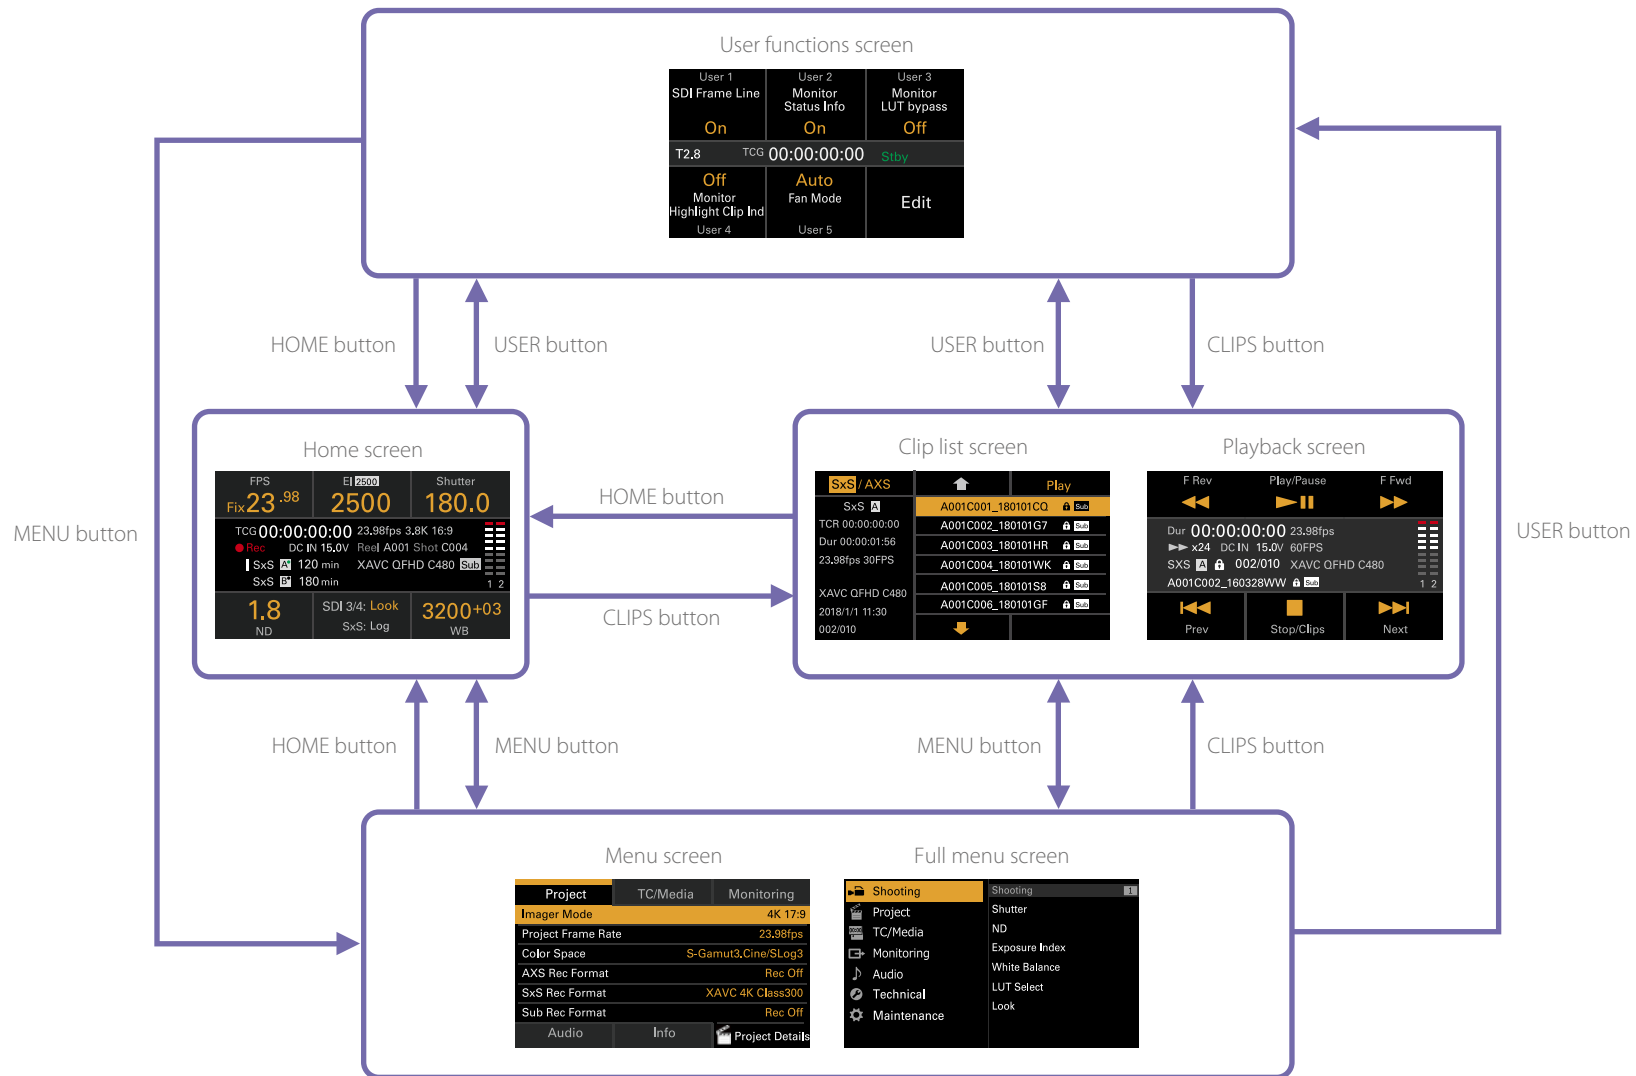 User functions screen
User 1 User 2 User 3
SDI Frame Line Monitor Status Info Monitor LUT bypass
On On Off
T2.8 TCG 00:00:00:00 Stby
Off Auto
Monitor Highlight Clip Ind Fan Mode Edit
User 4 User 5
HOME button USER button USER button CLIPS button
MENU button
USER button
Home screen
FPS EI 2500 Shutter
Fix 23.98 2500 180.0
TCG 00:00:00:00 23.98fps 3.8K 16:9
Rec DC IN 15.0V Reel A001 Shot C004
SxS A 120 min XAVC QFHD C480 Sub
SxS B 180 min 1 2
1.8 SDI 3/4: Look 3200+03
ND SxS: Log WB
HOME button
CLIPS button
Clip list screen
SxS / AXS Play
SxS A A001C001_180101CQ Sub
TCR 00:00:00:00 A001C002_180101G7 Sub
Dur 00:00:01:56 A001C003_180101HR Sub
23.98fps 30FPS A001C004_180101WK Sub
XAVC QFHD C480 A001C005_180101S8 Sub
2018/1/1 11:30 A001C006_180101GF Sub
002/010
Playback screen
F Rev Play/Pause F Fwd
Dur 00:00:00:00 23.98fps
x24 DC IN 15.0V 60FPS
SXS A 002/010 XAVC QFHD C480
A001C002_160328WW Sub 1 2
Prev Stop/Clips Next
HOME button MENU button MENU button CLIPS button
Menu screen
Project TC/Media Monitoring
Imager Mode 4K 17:9
Project Frame Rate 23.98fps
Color Space S-Gamut3.Cine/SLog3
AXS Rec Format Rec Off
SxS Rec Format XAVC 4K Class300
Sub Rec Format Rec Off
Audio Info Project Details
Full menu screen
Shooting Shooting 1
Project Shutter
00:00 TC/Media ND
Monitoring Exposure Index
Audio White Balance
Technical LUT Select
Maintenance Look